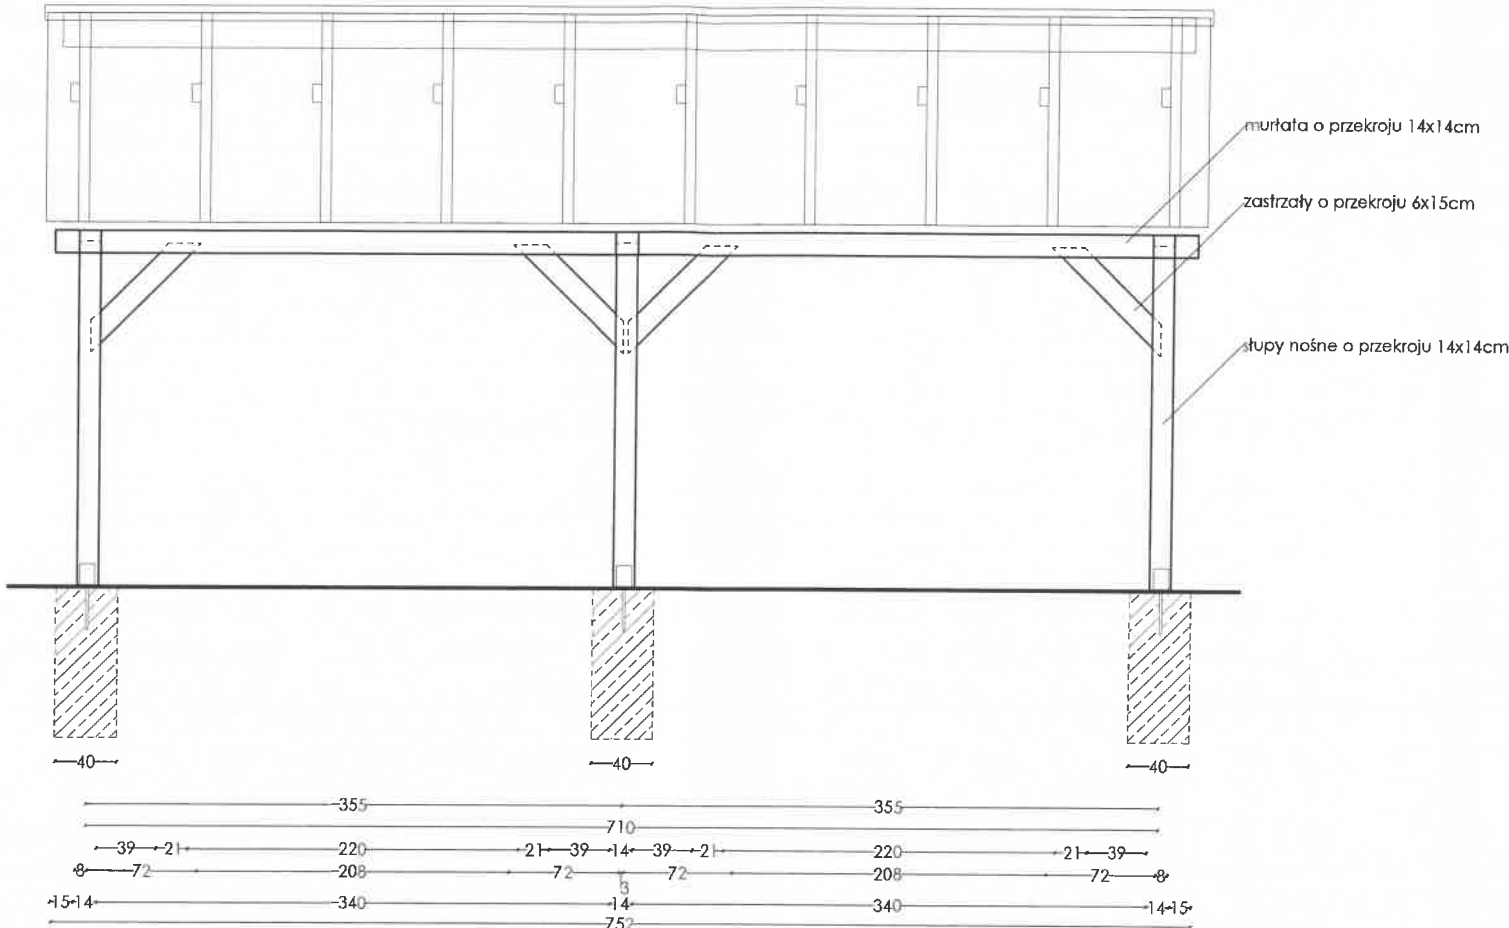 murłata o przekroju 14x14cm
zastrzały o przekroju 6x15cm
słupy nośne o przekroju 14x14cm
40 40 40
355 355
710
39 21 220 21 39 14 39 21 220 21 39
8 72 208 72 72 208 72 8
3
15 14 340 14 340 14 15
752